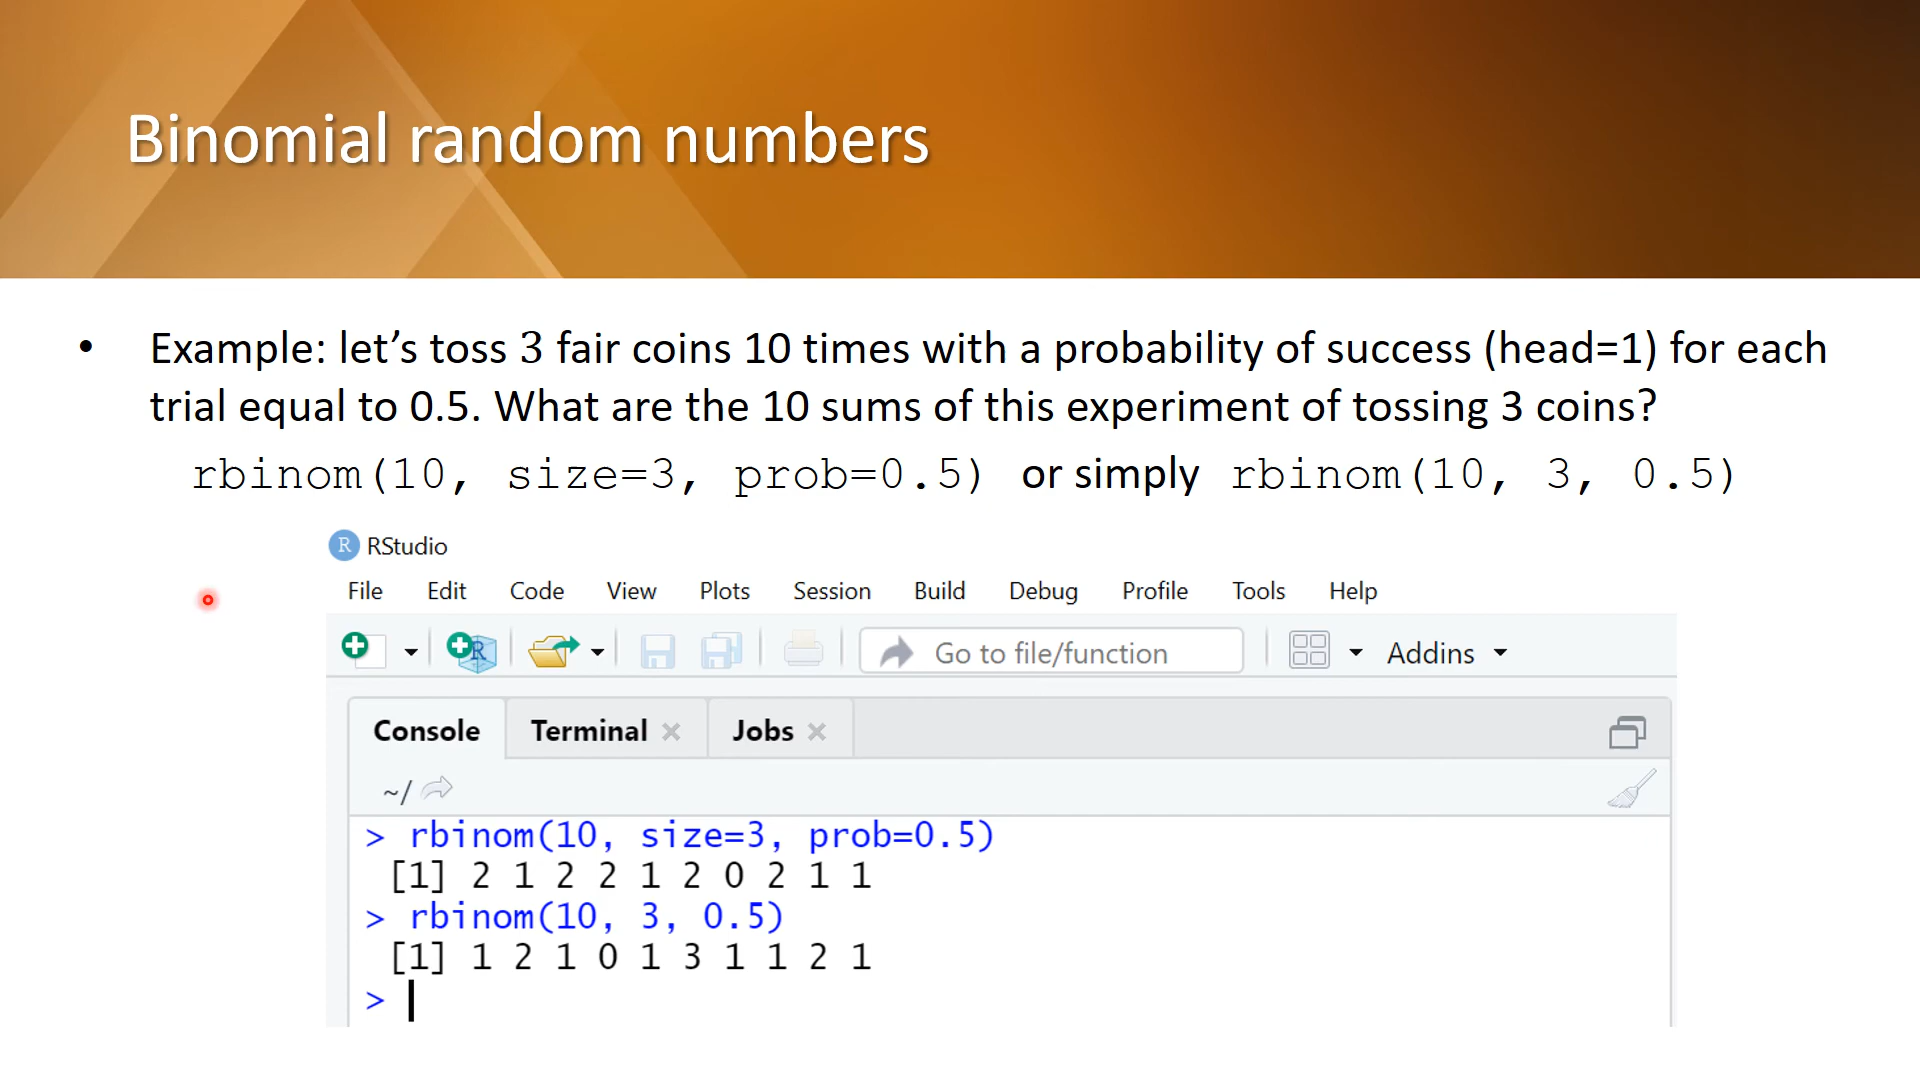 Binomial random numbers
• Example: let’s toss 3 fair coins 10 times with a probability of success (head=1) for each
trial equal to 0.5. What are the 10 sums of this experiment of tossing 3 coins?
rbinom(10, size=3, prob=0.5) or simply rbinom(10, 3, 0.5)
R RStudio
File Edit Code View Plots Session Build Debug Profile Tools Help
R Go to file/function Addins
Console Terminal Jobs
~/
> rbinom(10, size=3, prob=0.5)
[1] 2 1 2 2 1 2 0 2 1 1
> rbinom(10, 3, 0.5)
[1] 1 2 1 0 1 3 1 1 2 1
>